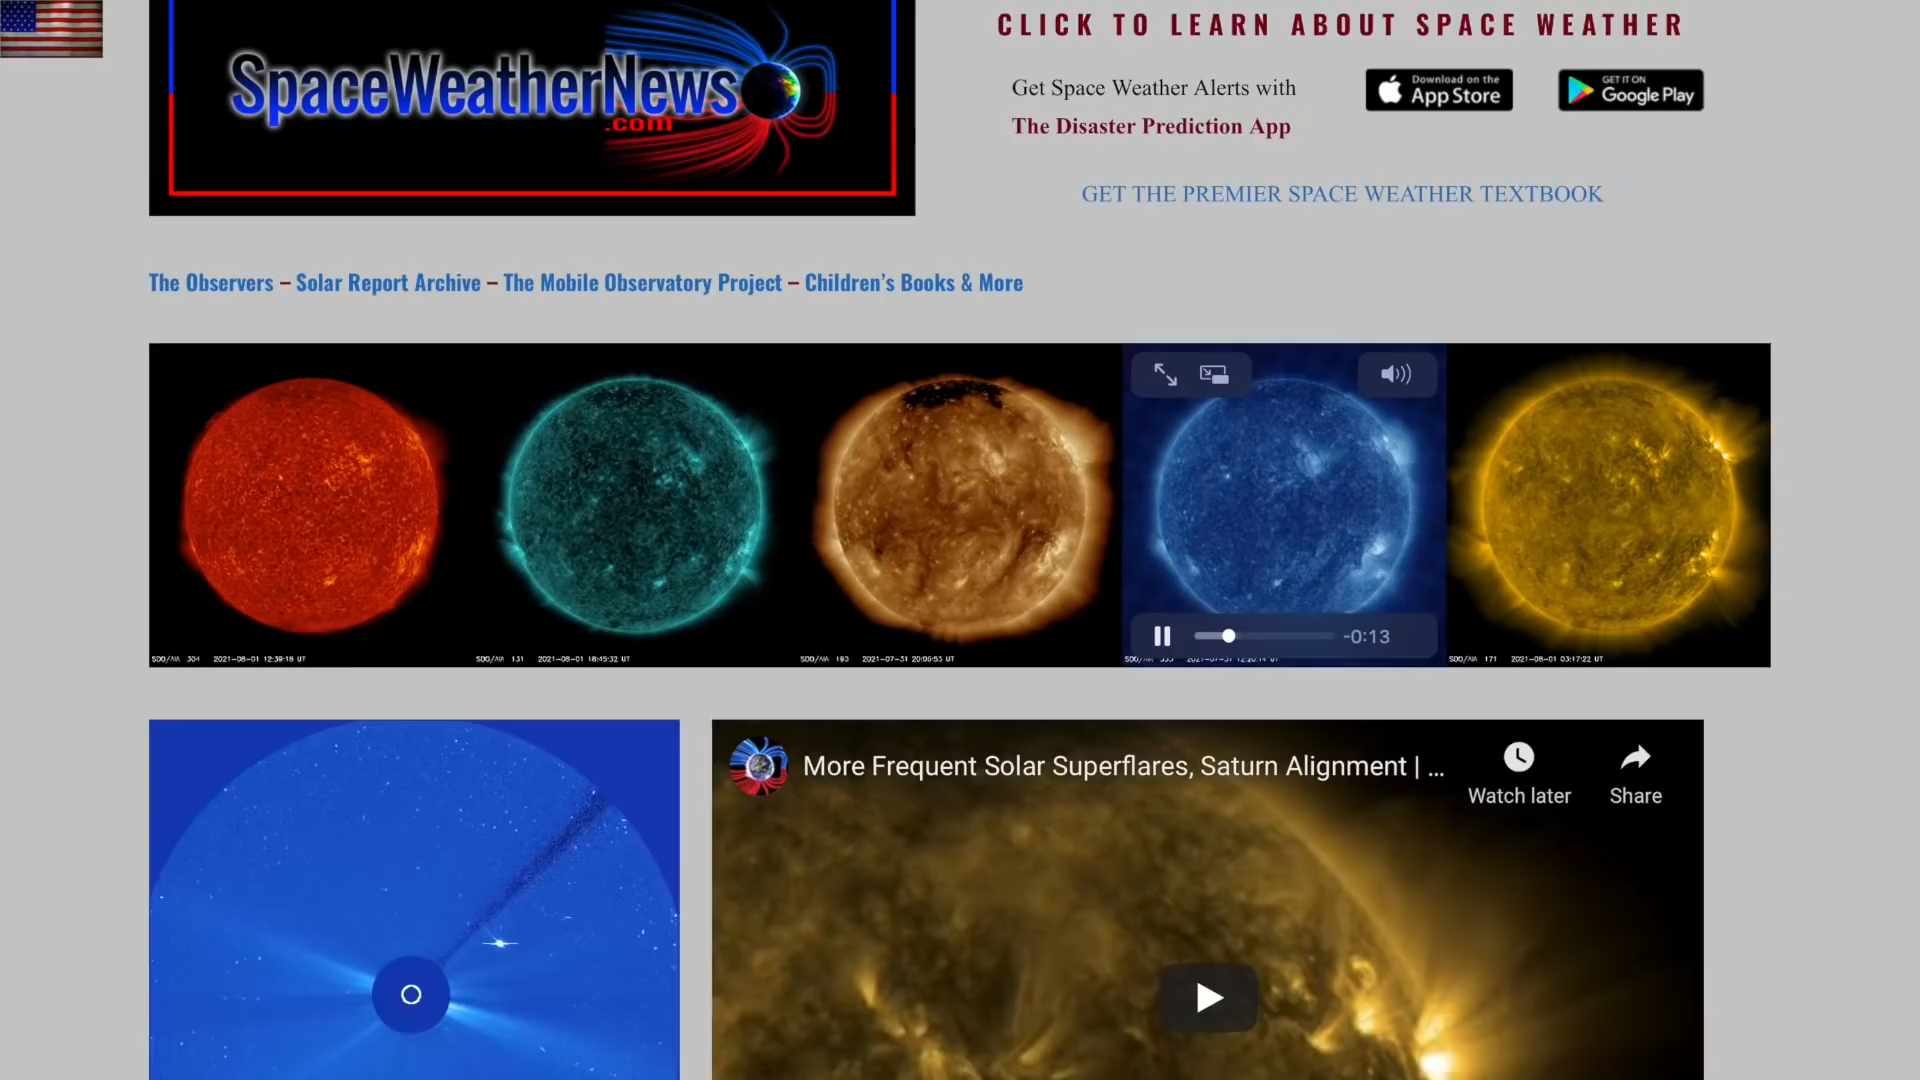 CLICK TO LEARN ABOUT SPACE WEATHER
SpaceWeatherNews
.com
Get Space Weather Alerts with
The Disaster Prediction App
Download on the
App Store
GET IT ON
Google Play
GET THE PREMIER SPACE WEATHER TEXTBOOK
The Observers – Solar Report Archive – The Mobile Observatory Project – Children's Books & More
-0:13
SDO/AIA 304 2021-08-01 12:39:18 UT
SDO/AIA 131 2021-08-01 18:45:32 UT
SDO/AIA 193 2021-07-31 20:06:53 UT
SDO/AIA 171 2021-08-01 03:17:22 UT
More Frequent Solar Superflares, Saturn Alignment | ...
Watch later
Share